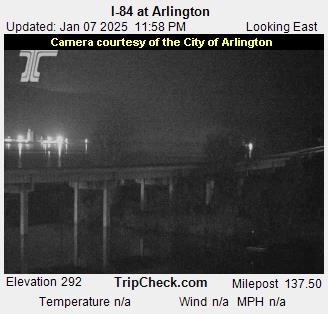 I-84 at Arlington
Updated: Jan 07 2025 11:58 PM Looking East
Camera courtesy of the City of Arlington
Elevation 292 TripCheck.com Milepost 137.50
Temperature n/a Wind n/a MPH n/a